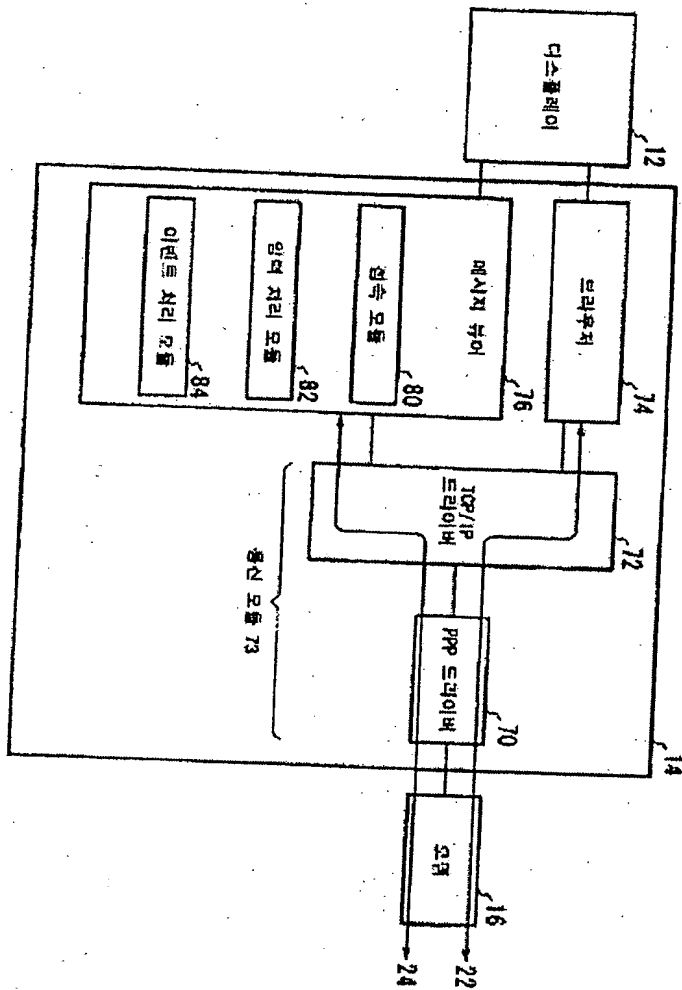 디스플레이
12
14
브라우저
74
메시지 뷰어
76
접속 모듈
80
입력 처리 모듈
82
이벤트 처리 모듈
84
TCP/IP
드라이버
72
PPP 드라이버
70
통신 모듈 73
모뎀
16
22
24